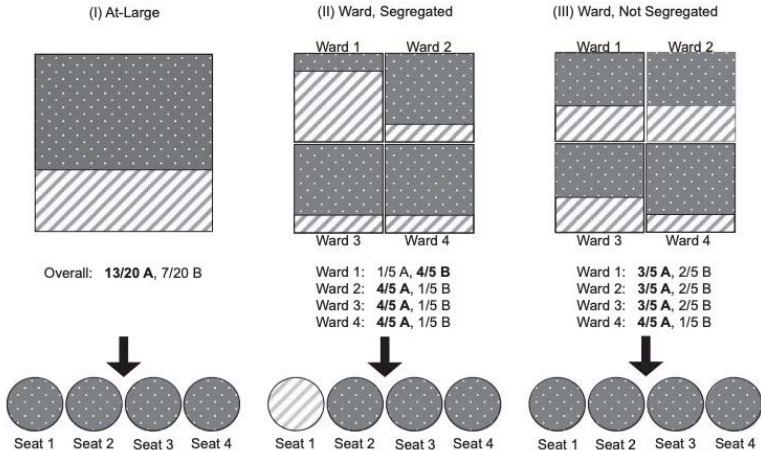 (I) At-Large
(II) Ward, Segregated
(III) Ward, Not Segregated
Ward 1 Ward 2
Ward 3 Ward 4
Ward 1 Ward 2
Ward 3 Ward 4
Overall: 13/20 A, 7/20 B
Ward 1: 1/5 A, 4/5 B
Ward 2: 4/5 A, 1/5 B
Ward 3: 4/5 A, 1/5 B
Ward 4: 4/5 A, 1/5 B
Ward 1: 3/5 A, 2/5 B
Ward 2: 3/5 A, 2/5 B
Ward 3: 3/5 A, 2/5 B
Ward 4: 4/5 A, 1/5 B
Seat 1 Seat 2 Seat 3 Seat 4
Seat 1 Seat 2 Seat 3 Seat 4
Seat 1 Seat 2 Seat 3 Seat 4